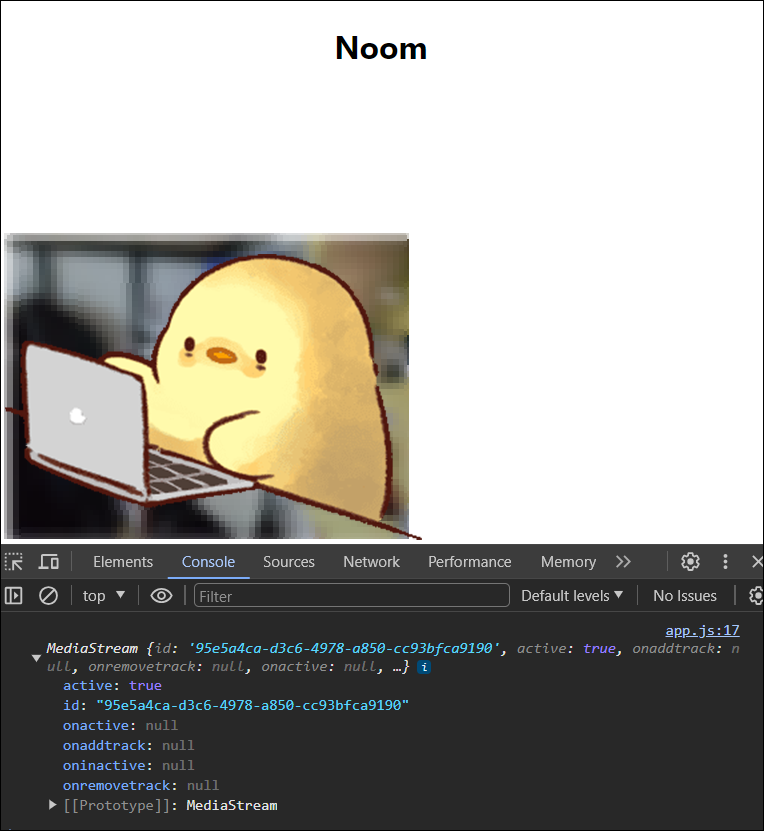 Noom
Elements Console Sources Network Performance Memory
top Filter Default levels No Issues
app.js:17
MediaStream {id: '95e5a4ca-d3c6-4978-a850-cc93bfca9190', active: true, onaddtrack: n
ull, onremovetrack: null, onactive: null, …} i
active: true
id: "95e5a4ca-d3c6-4978-a850-cc93bfca9190"
onactive: null
onaddtrack: null
oninactive: null
onremovetrack: null
[[Prototype]]: MediaStream